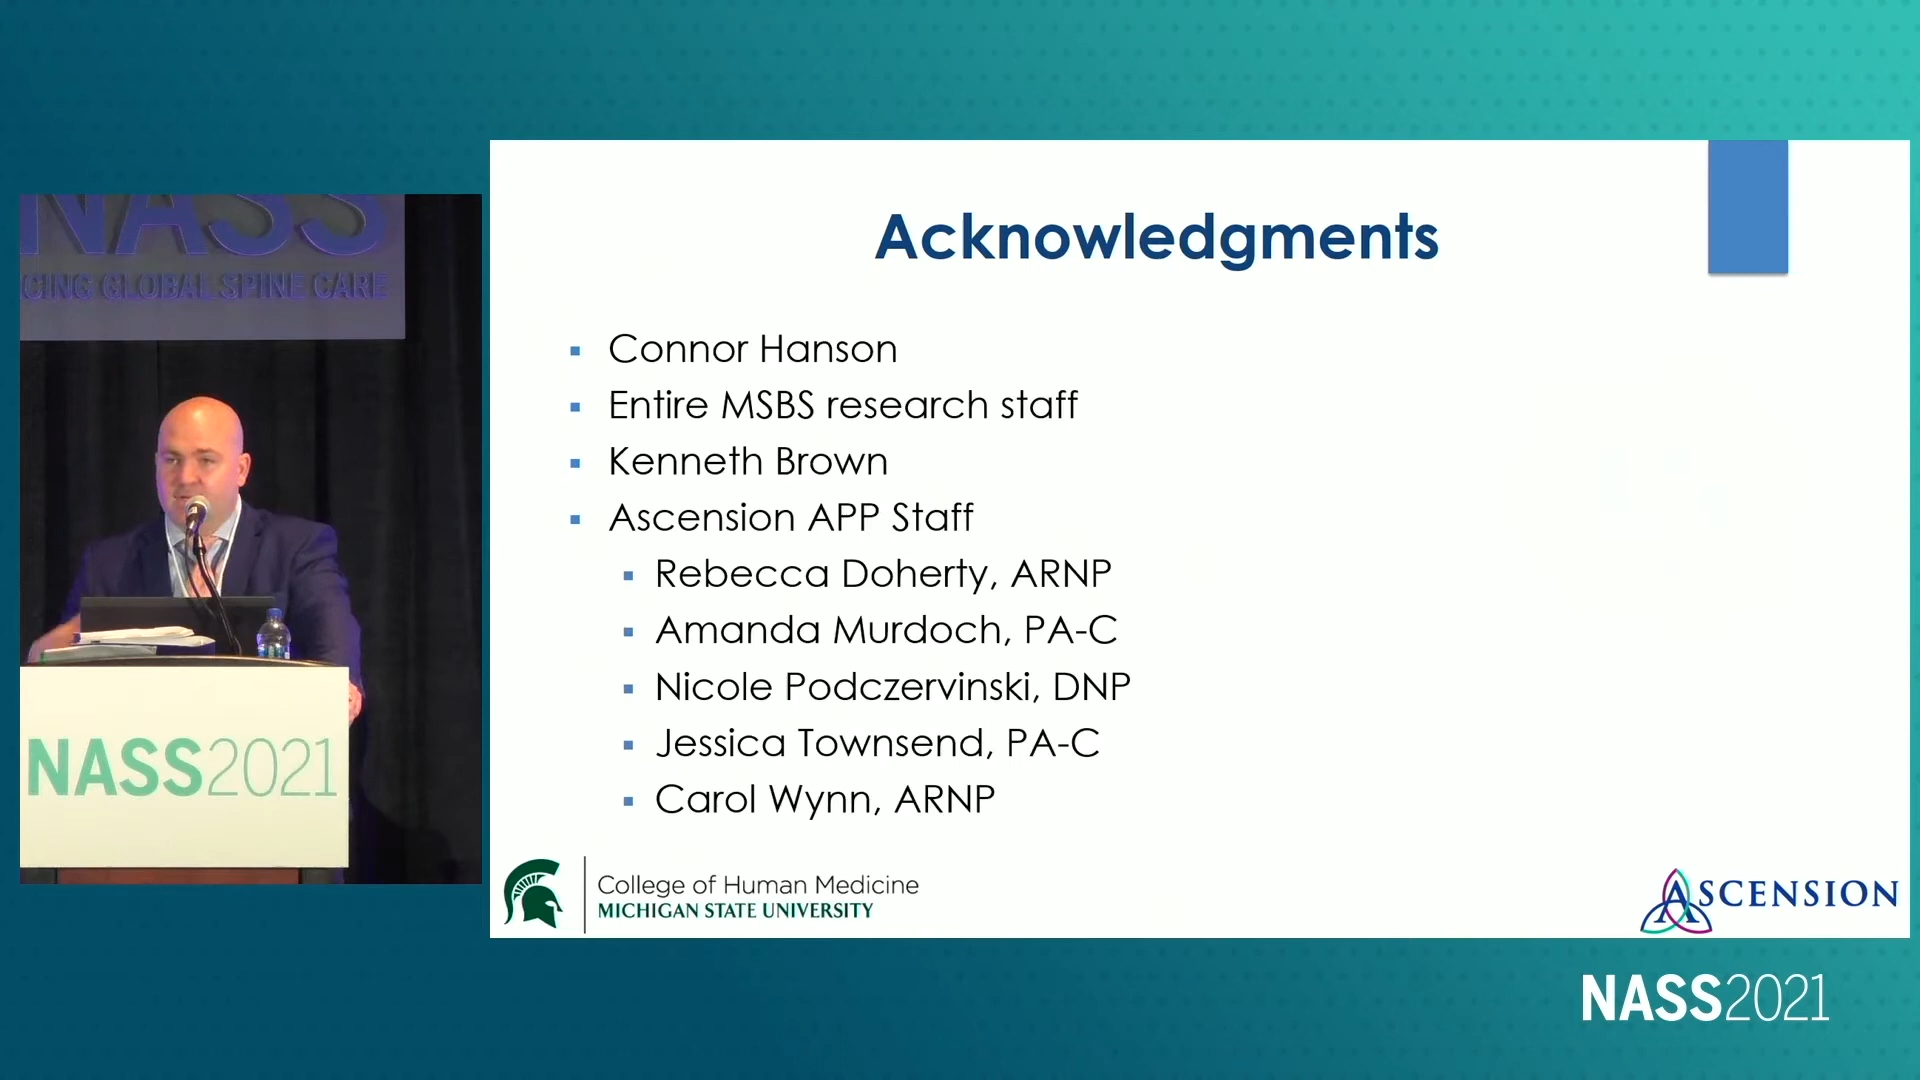 NASS
CING GLOBAL SPINE CARE
NASS2021
Acknowledgments
▪ Connor Hanson
▪ Entire MSBS research staff
▪ Kenneth Brown
▪ Ascension APP Staff
▪ Rebecca Doherty, ARNP
▪ Amanda Murdoch, PA-C
▪ Nicole Podczervinski, DNP
▪ Jessica Townsend, PA-C
▪ Carol Wynn, ARNP
College of Human Medicine
MICHIGAN STATE UNIVERSITY
ASCENSION
NASS2021